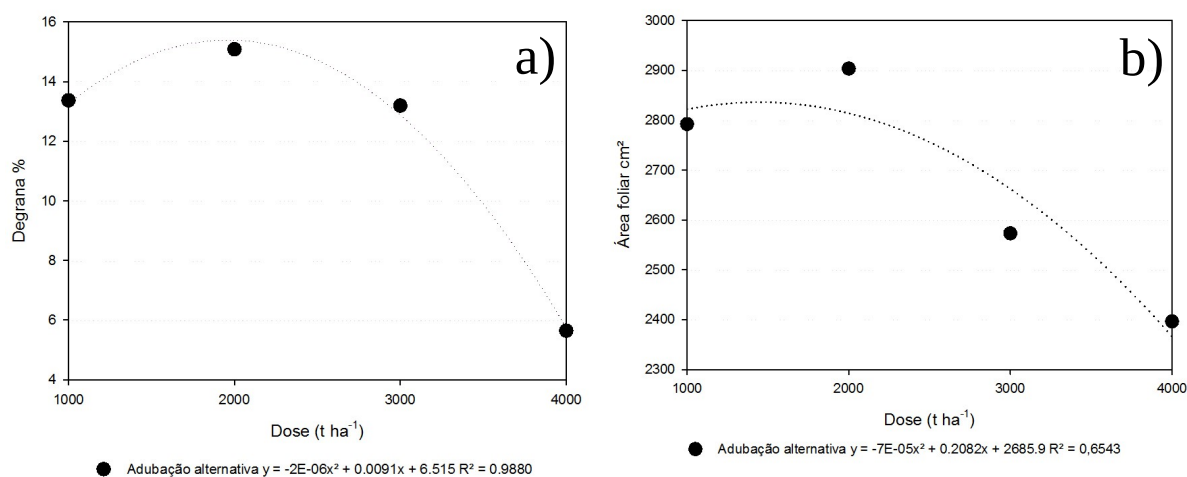 a)
16
14
12
10
8
6
4
Degrana %
1000 2000 3000 4000
Dose (t ha⁻¹)
Adubação alternativa y = -2E-06x² + 0.0091x + 6.515 R² = 0.9880
b)
3000
2900
2800
2700
2600
2500
2400
2300
Área foliar cm²
1000 2000 3000 4000
Dose (t ha⁻¹)
Adubação alternativa y = -7E-05x² + 0.2082x + 2685.9 R² = 0,6543